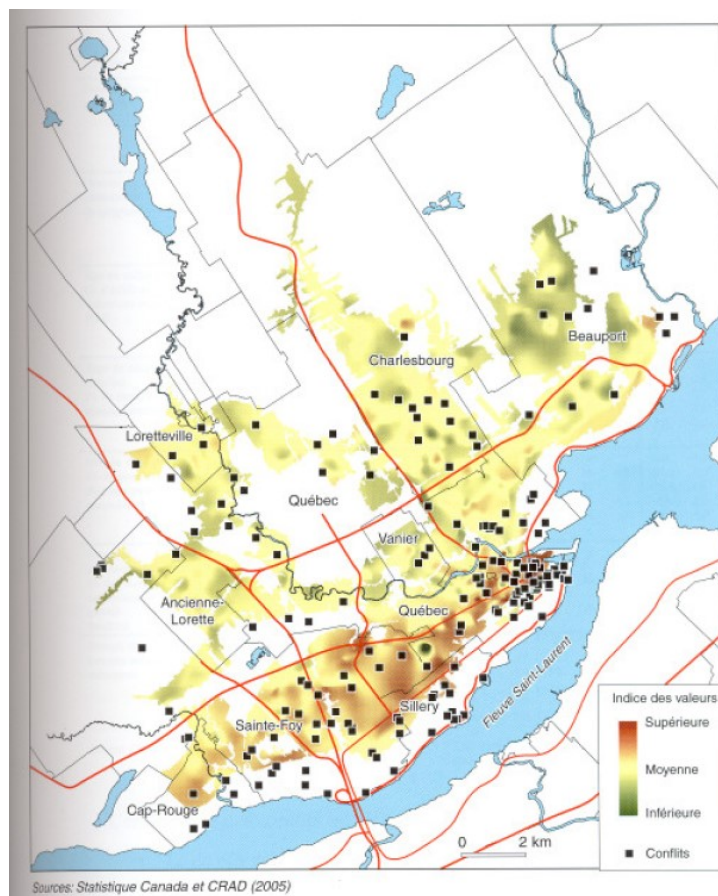 Beauport
Charlesbourg
Loretteville
Québec
Vanier
Ancienne-
Lorette
Québec
Sillery
Sainte-Foy
Cap-Rouge
Fleuve Saint-Laurent
Indice des valeurs
Supérieure
Moyenne
Inférieure
Conflits
0 2 km
Sources: Statistique Canada et CRAD (2005)